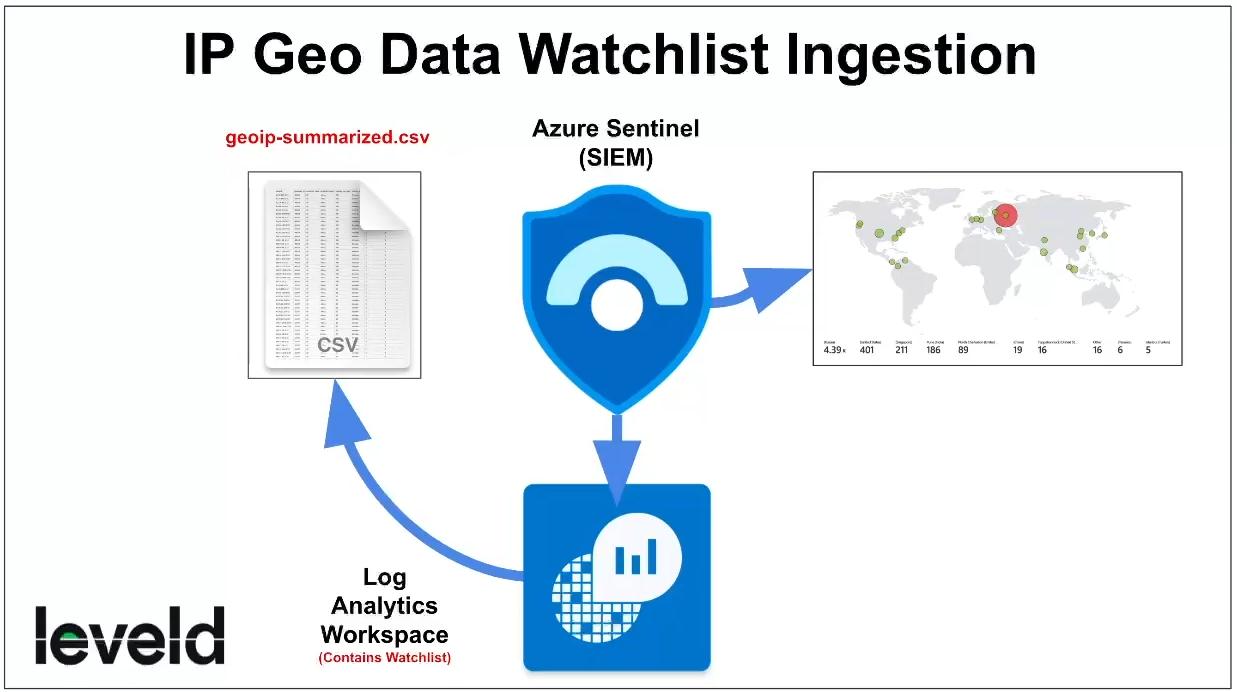 IP Geo Data Watchlist Ingestion
geoip-summarized.csv
Azure Sentinel
(SIEM)
CSV
4.39 K 401 211 186 89 19 16 16 6 5
Log
Analytics
Workspace
(Contains Watchlist)
leveld